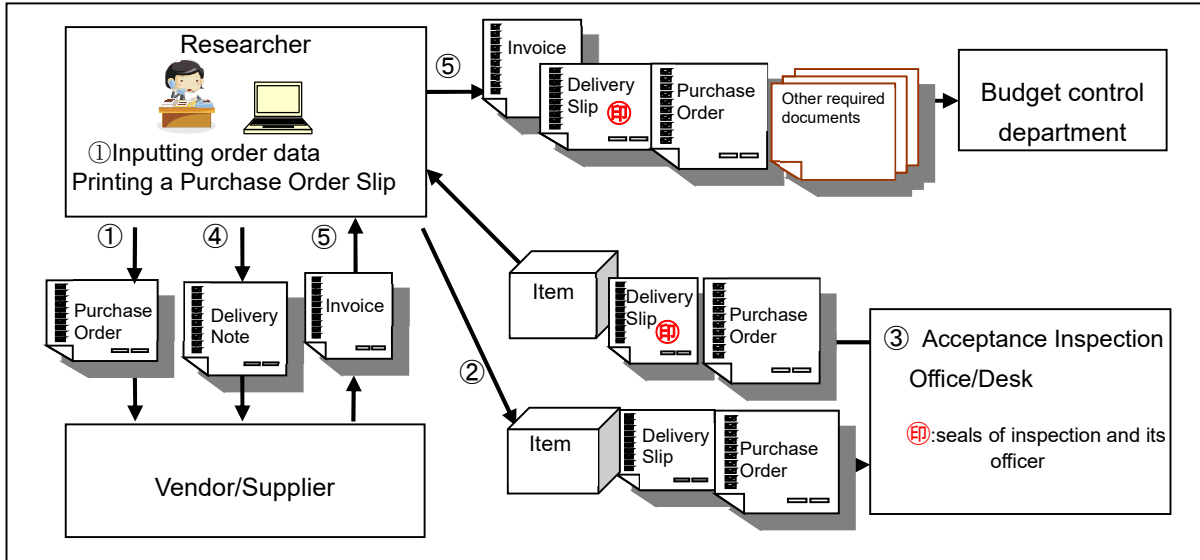 Researcher
①Inputting order data
Printing a Purchase Order Slip
⑤
Invoice
Delivery
Slip
印
Purchase
Order
Other required
documents
Budget control
department
①
④
⑤
Purchase
Order
Delivery
Note
Invoice
②
Item
Delivery
Slip
印
Purchase
Order
③ Acceptance Inspection
Office/Desk
印:seals of inspection and its
officer
Item
Delivery
Slip
Purchase
Order
Vendor/Supplier